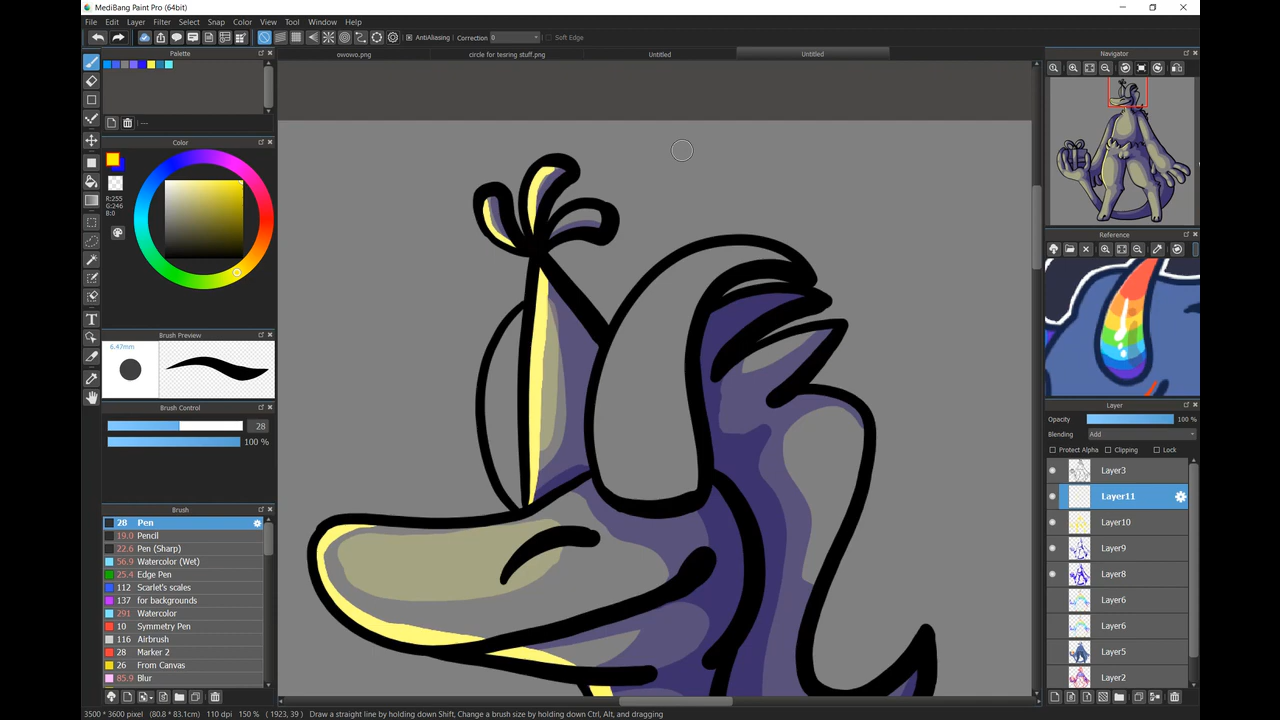 MediBang Paint Pro (64bit)
File Edit Layer Filter Select Snap Color View Tool Window Help
AntiAliasing Correction 0 Soft Edge
Palette
owowo.png circle for tesring stuff.png Untitled Untitled
Navigator
---
Color
R:255
G:246
B:0
Reference
Brush Preview
6.47mm
Brush Control
28
100 %
Layer
Opacity 100 %
Blending Add
Protect Alpha Clipping Lock
Layer3
Layer11
Layer10
Layer9
Layer8
Layer6
Layer6
Layer5
Layer2
Brush
28 Pen
19.0 Pencil
22.6 Pen (Sharp)
56.9 Watercolor (Wet)
25.4 Edge Pen
112 Scarlet's scales
137 for backgrounds
291 Watercolor
10 Symmetry Pen
116 Airbrush
28 Marker 2
26 From Canvas
85.9 Blur
3500 * 3600 pixel (80.8 * 83.1cm) 110 dpi 150 % ( 1923, 39 ) Draw a straight line by holding down Shift, Change a brush size by holding down Ctrl, Alt, and dragging